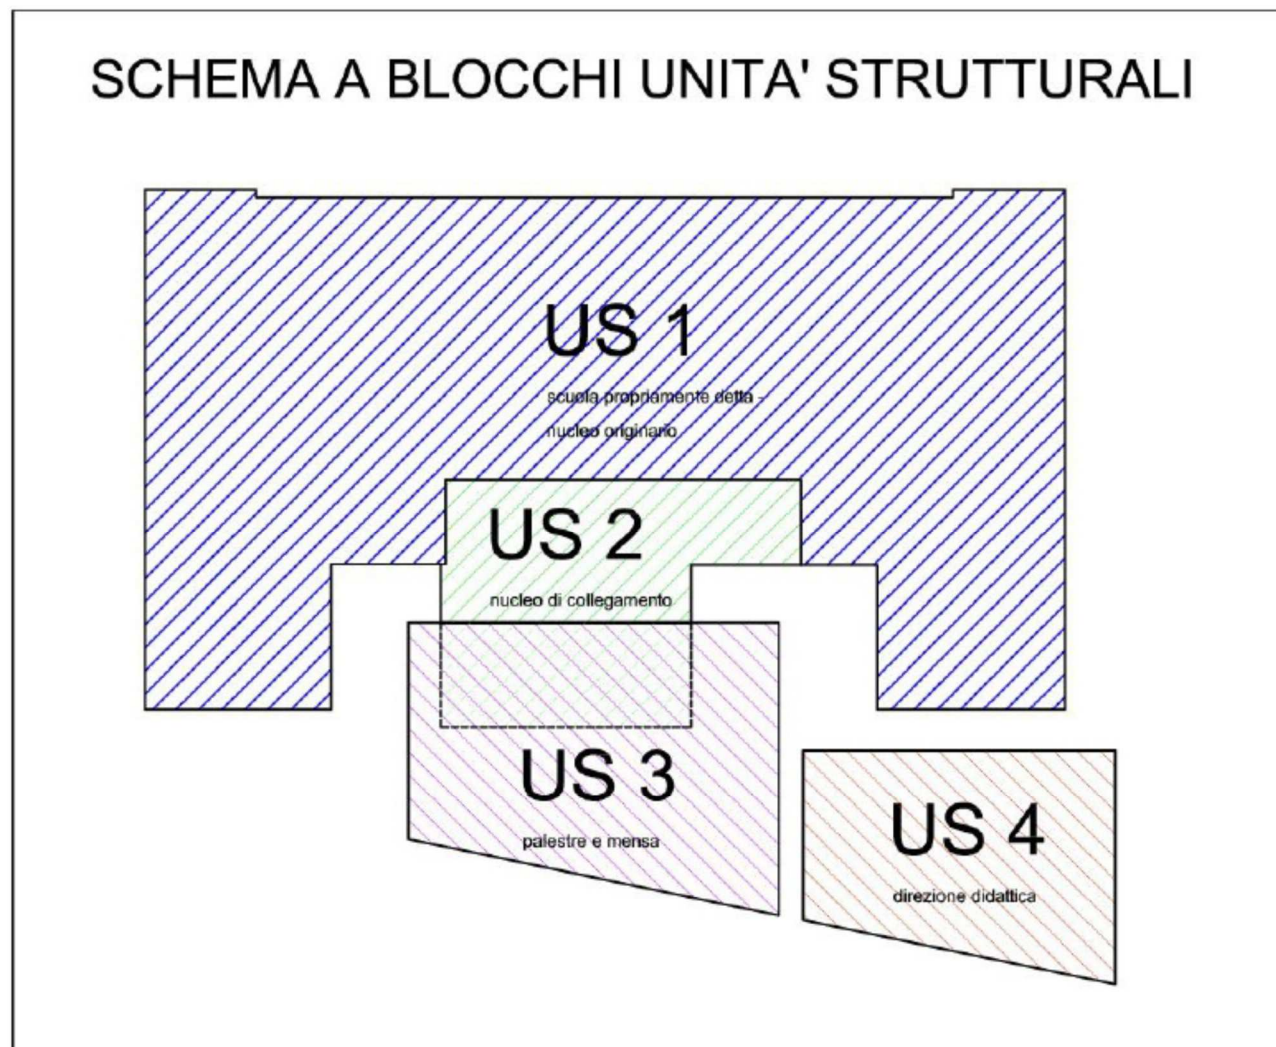 SCHEMA A BLOCCHI UNITA' STRUTTURALI
US 1
scuola propriamente detta -
nucleo originario
US 2
nucleo di collegamento
US 3
palestre e mensa
US 4
direzione didattica